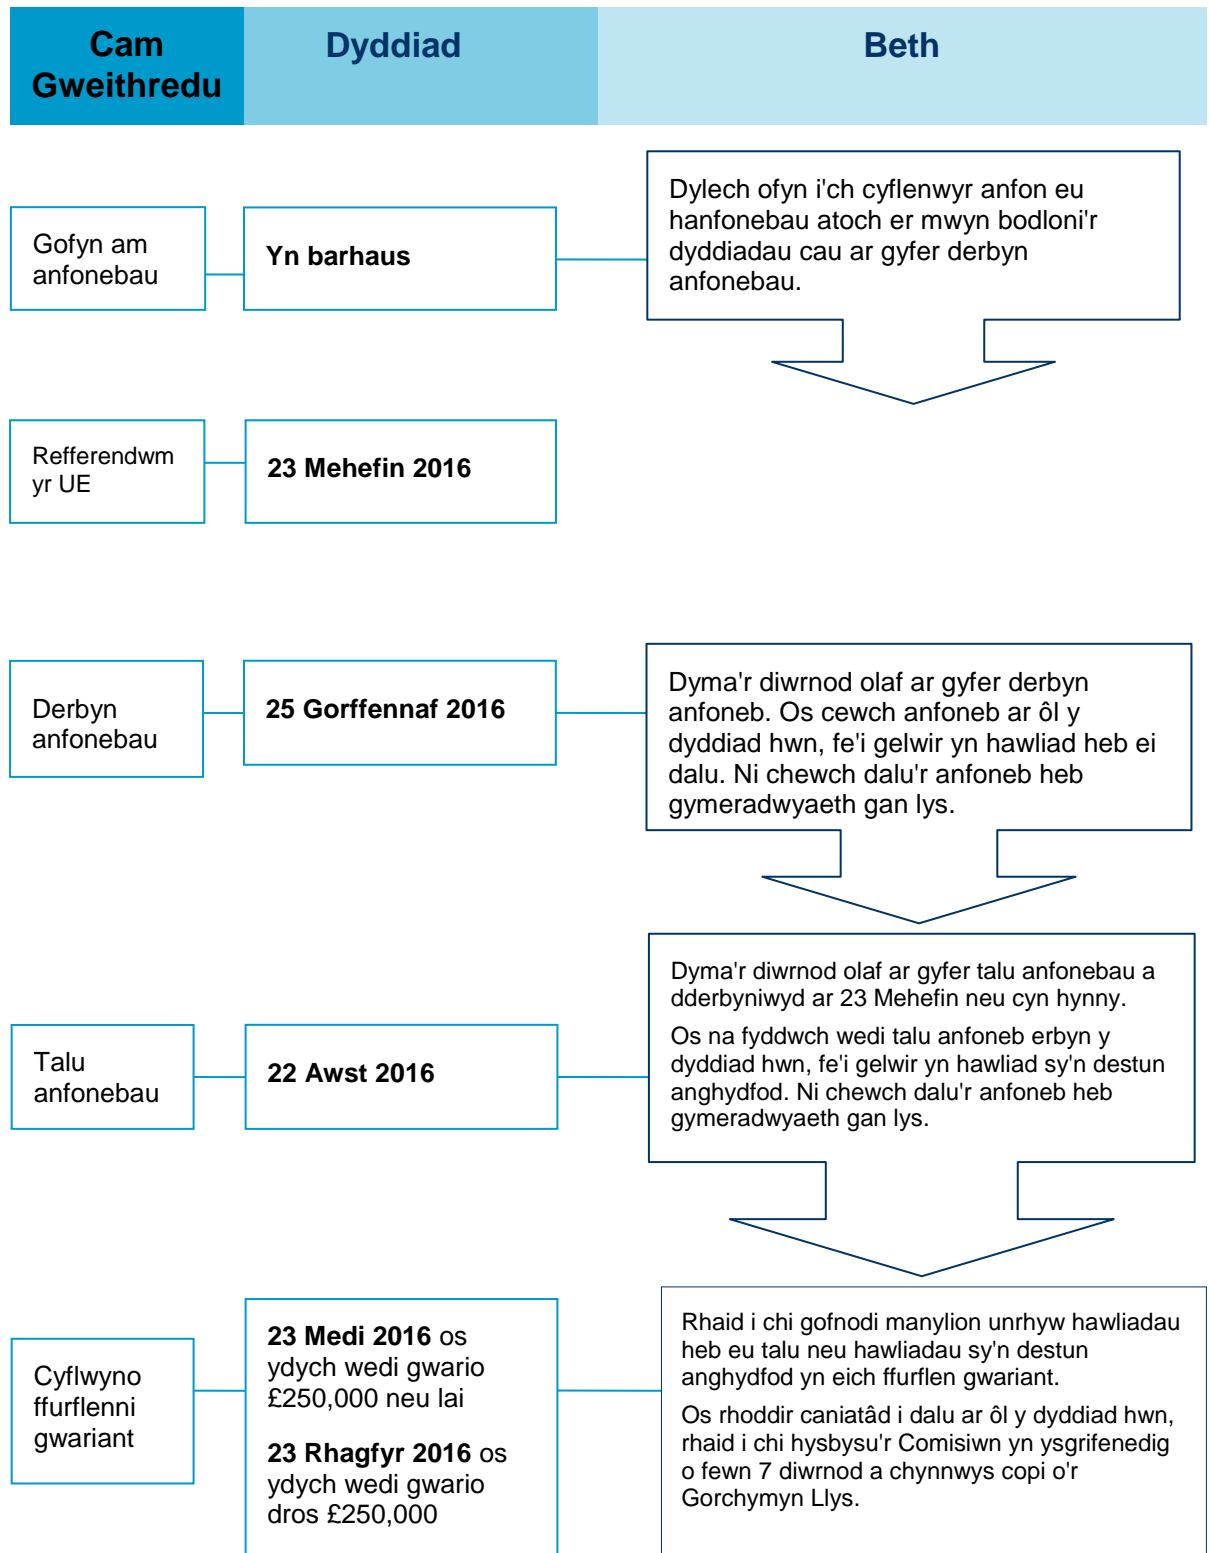 Cam
Gweithredu
Dyddiad
Beth
Gofyn am
anfonebau
Yn barhaus
Dylech ofyn i'ch cyflenwyr anfon eu
hanfonebau atoch er mwyn bodloni'r
dyddiadau cau ar gyfer derbyn
anfonebau.
Refferendwm
yr UE
23 Mehefin 2016
Derbyn
anfonebau
25 Gorffennaf 2016
Dyma'r diwrnod olaf ar gyfer derbyn
anfoneb. Os cewch anfoneb ar ôl y
dyddiad hwn, fe'i gelwir yn hawliad heb ei
dalu. Ni chewch dalu'r anfoneb heb
gymeradwyaeth gan lys.
Talu
anfonebau
22 Awst 2016
Dyma'r diwrnod olaf ar gyfer talu anfonebau a
dderbyniwyd ar 23 Mehefin neu cyn hynny.
Os na fyddwch wedi talu anfoneb erbyn y
dyddiad hwn, fe'i gelwir yn hawliad sy'n destun
anghydfod. Ni chewch dalu'r anfoneb heb
gymeradwyaeth gan lys.
Cyflwyno
ffurflenni
gwariant
23 Medi 2016 os
ydych wedi gwario
£250,000 neu lai
23 Rhagfyr 2016 os
ydych wedi gwario
dros £250,000
Rhaid i chi gofnodi manylion unrhyw hawliadau
heb eu talu neu hawliadau sy'n destun
anghydfod yn eich ffurflen gwariant.
Os rhoddir caniatâd i dalu ar ôl y dyddiad hwn,
rhaid i chi hysbysu'r Comisiwn yn ysgrifenedig
o fewn 7 diwrnod a chynnwys copi o'r
Gorchymyn Llys.